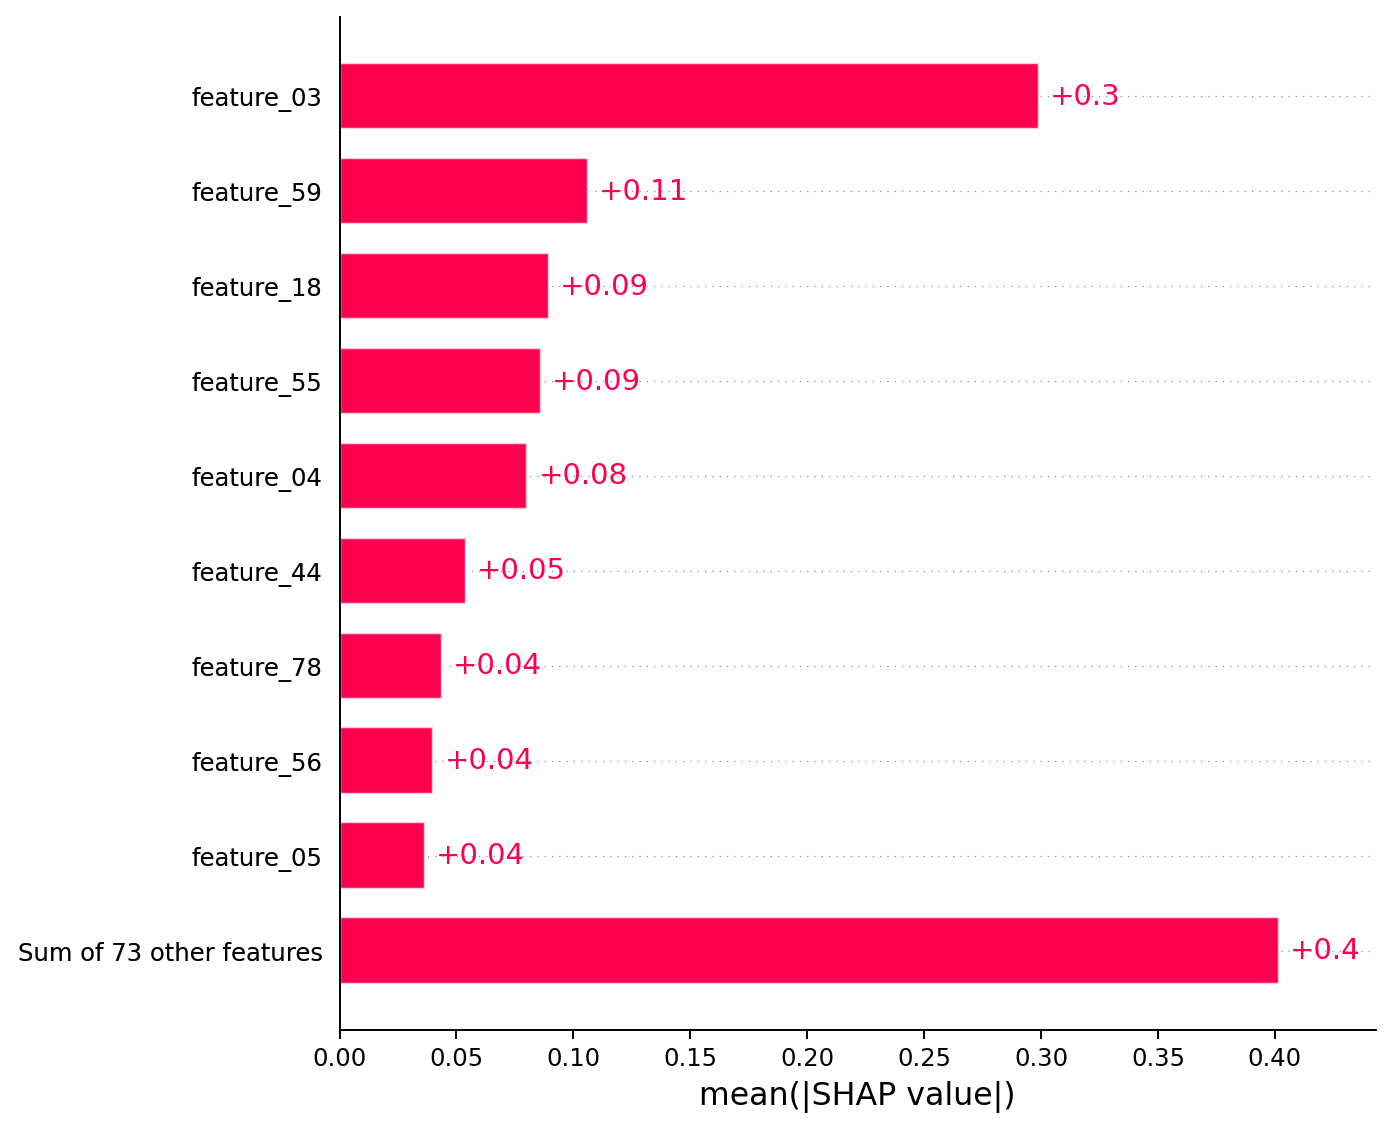 feature_03 +0.3
feature_59 +0.11
feature_18 +0.09
feature_55 +0.09
feature_04 +0.08
feature_44 +0.05
feature_78 +0.04
feature_56 +0.04
feature_05 +0.04
Sum of 73 other features +0.4
0.00 0.05 0.10 0.15 0.20 0.25 0.30 0.35 0.40
mean(|SHAP value|)